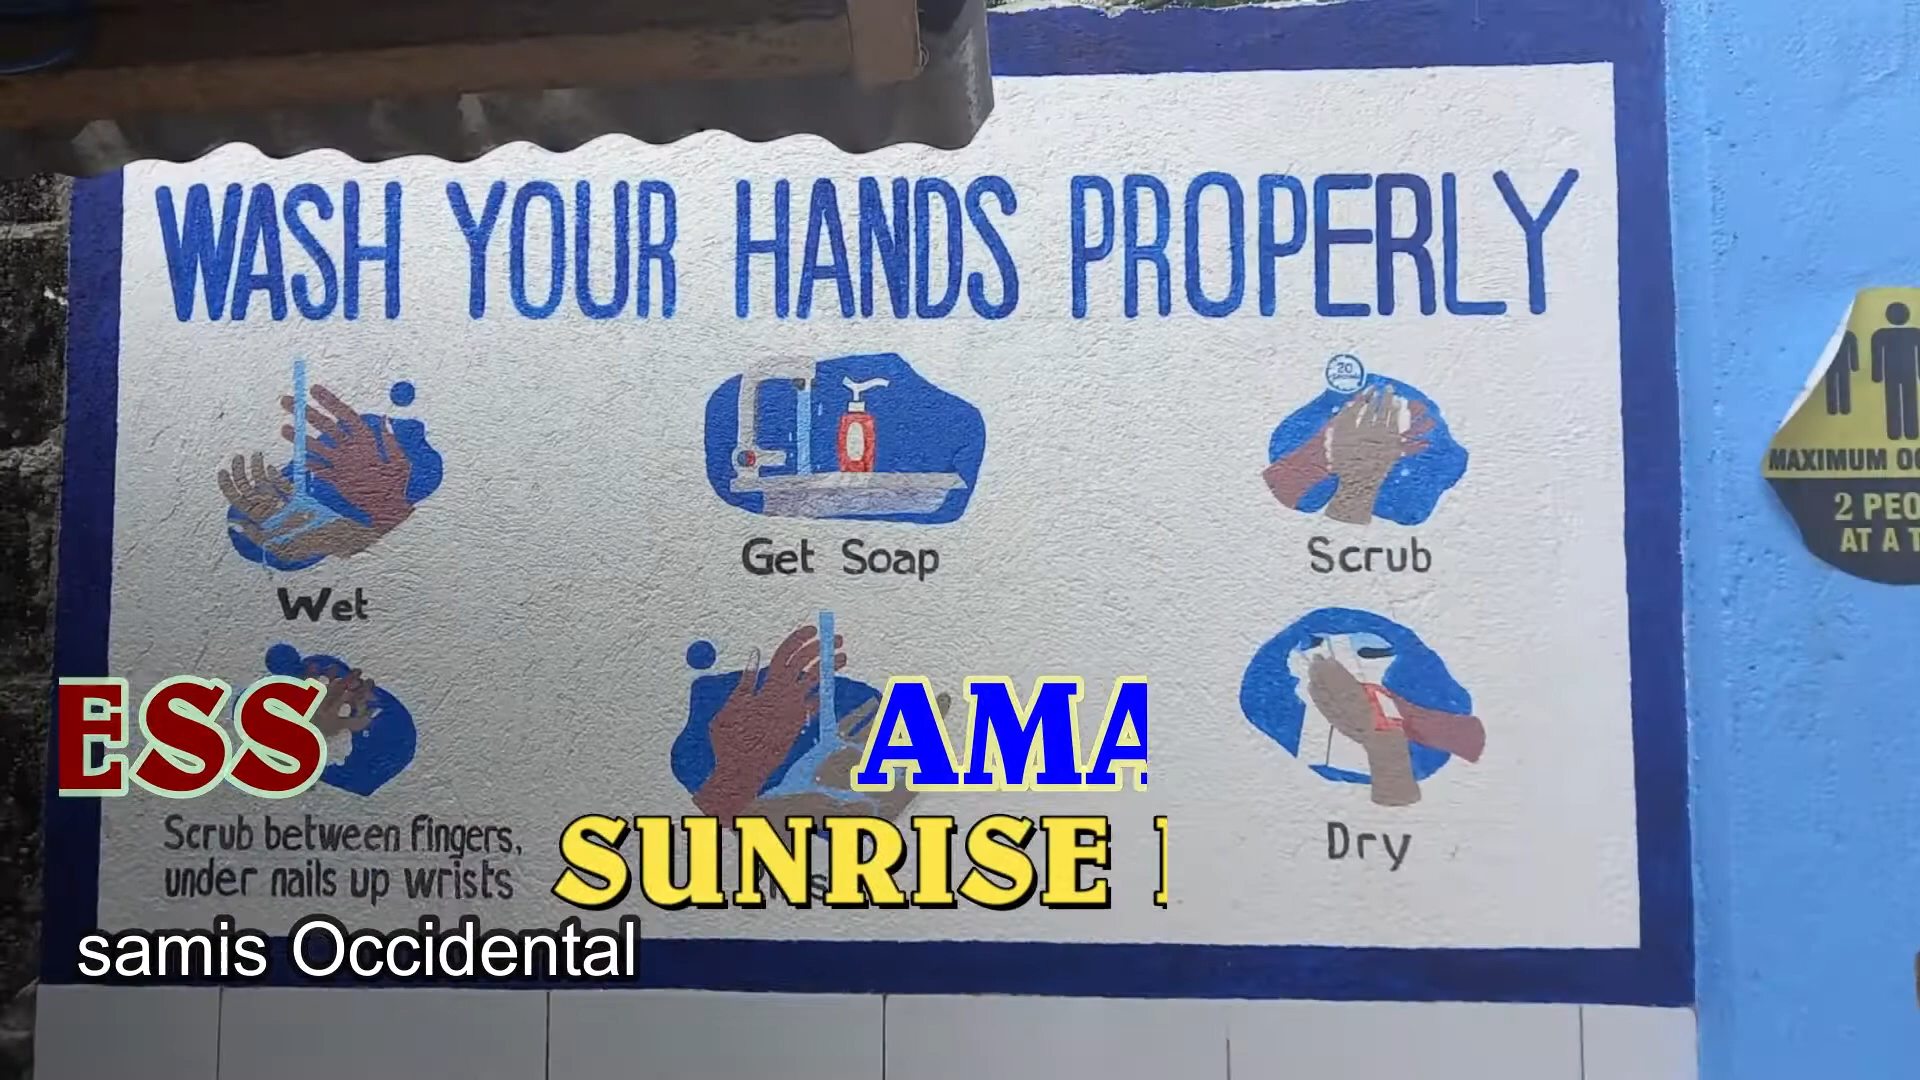 WASH YOUR HANDS PROPERLY
20
Wet
Get Soap
Scrub
MAXIMUM
2
AT A
ESS
AMA
Scrub between fingers,
under nails up wrists
SUNRISE
Dry
samis Occidental